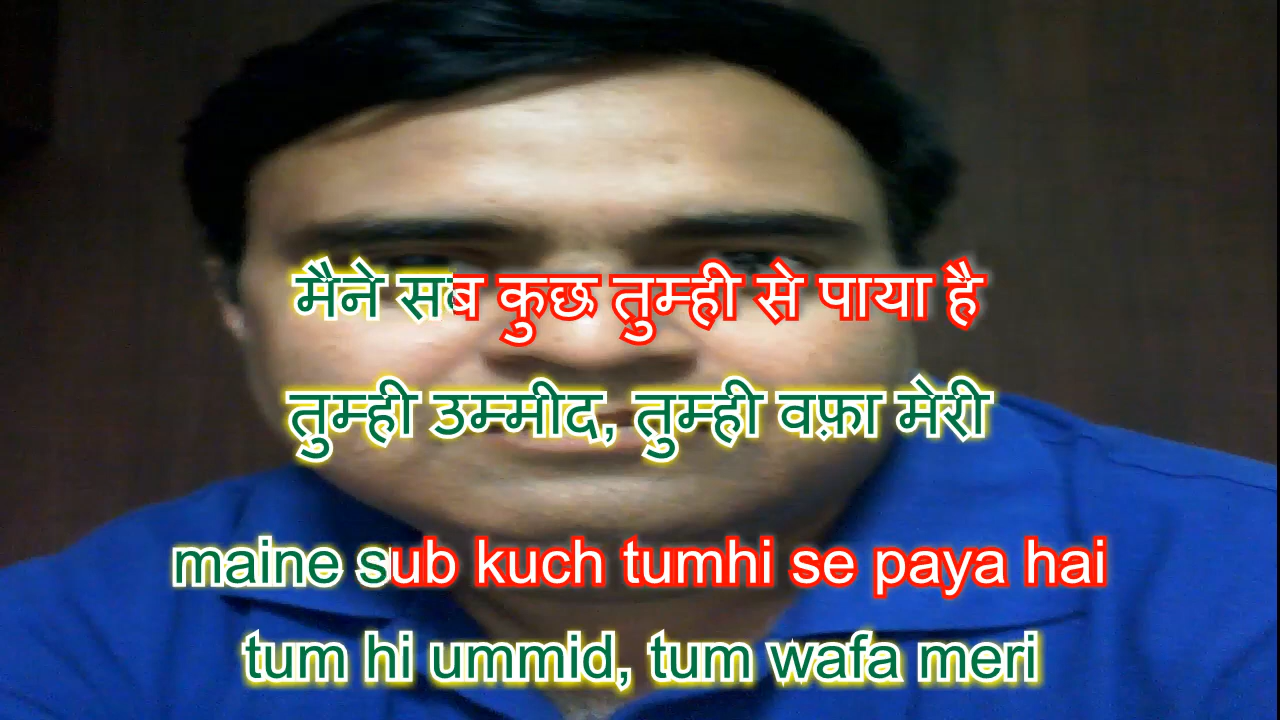 मैने सब कुछ तुम्ही से पाया है
तुम्ही उम्मीद, तुम्ही वफ़ा मेरी
maine sub kuch tumhi se paya hai
tum hi ummid, tum wafa meri